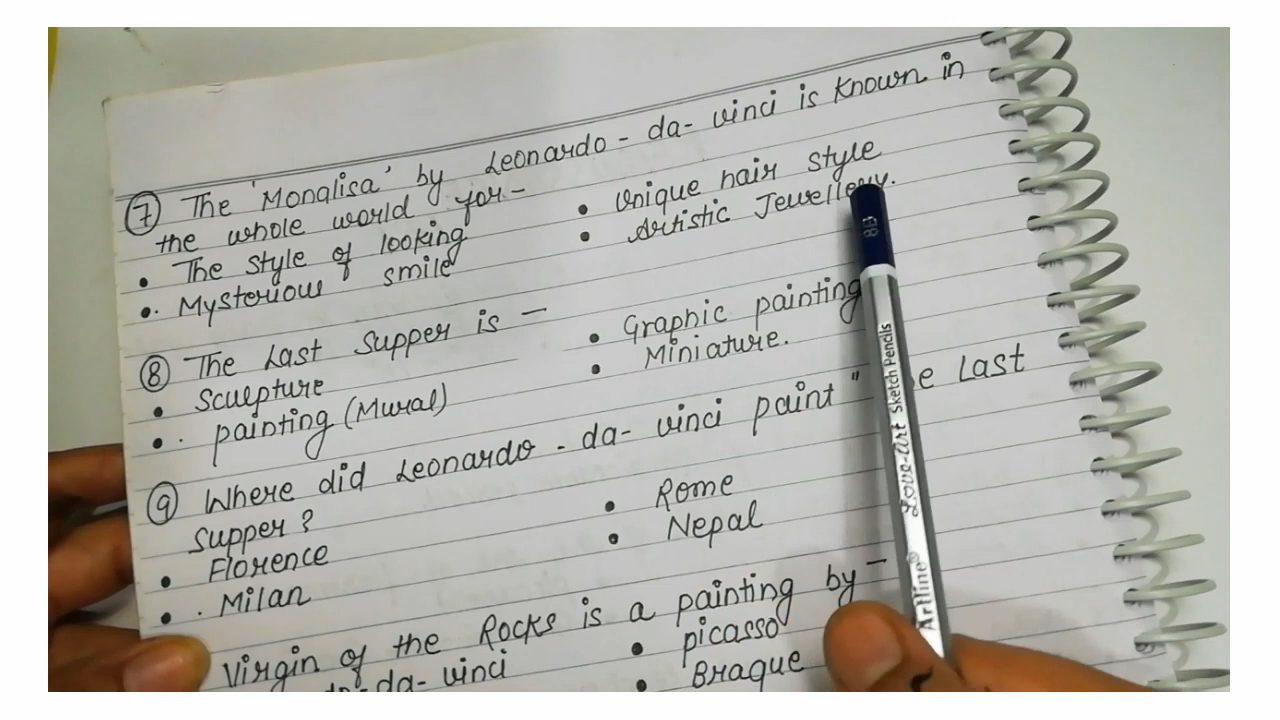 ⑦ The 'Monalisa' by Leonardo - da- vinci is known in
the whole world for -
• The style of looking
•. Mysterious smile
• Unique hair style
• Artistic Jewellery.
⑧ The Last Supper is -
• Sculpture
• . painting (Mural)
• Graphic painting
• Miniature.
⑨ Where did Leonardo - da- vinci paint " Last
Supper ?
• Florence
• . Milan
• Rome
• Nepal
Virgin of the Rocks is a painting by -
-da- vinci
• picasso
• Braque
8B
Artline® Love-Art Sketch Pencils